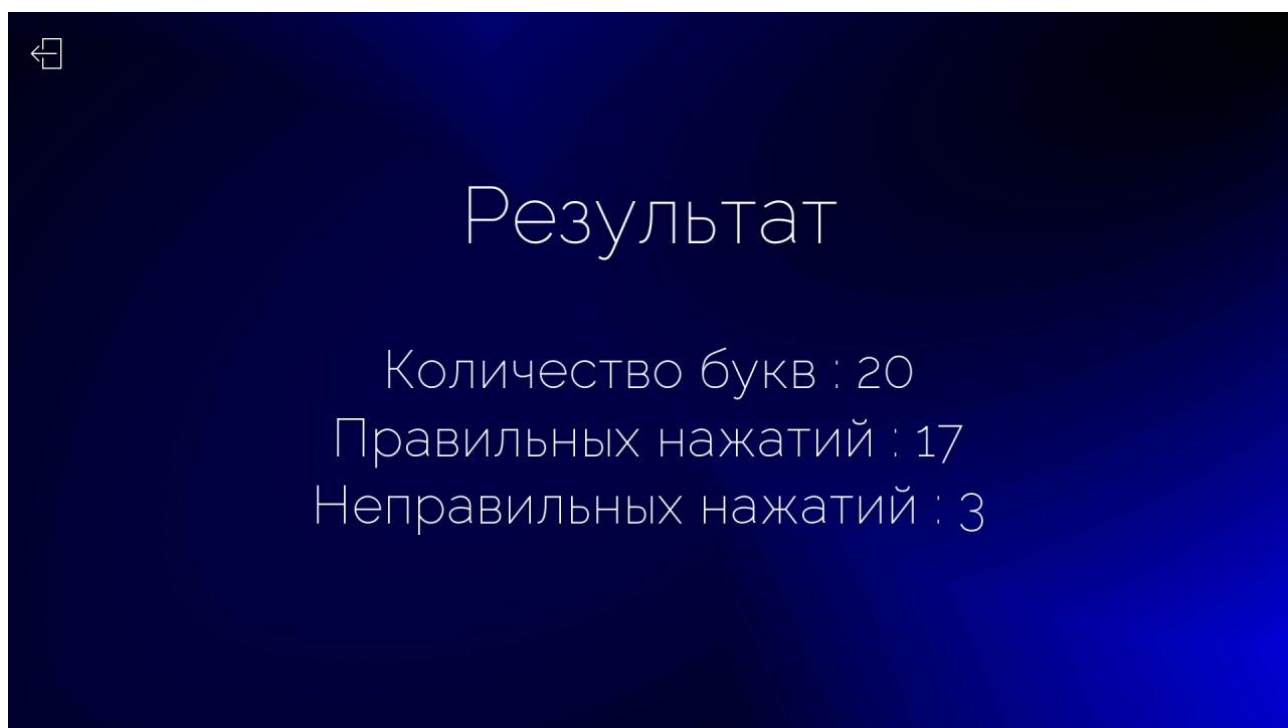 Результат
Количество букв : 20
Правильных нажатий : 17
Неправильных нажатий : 3